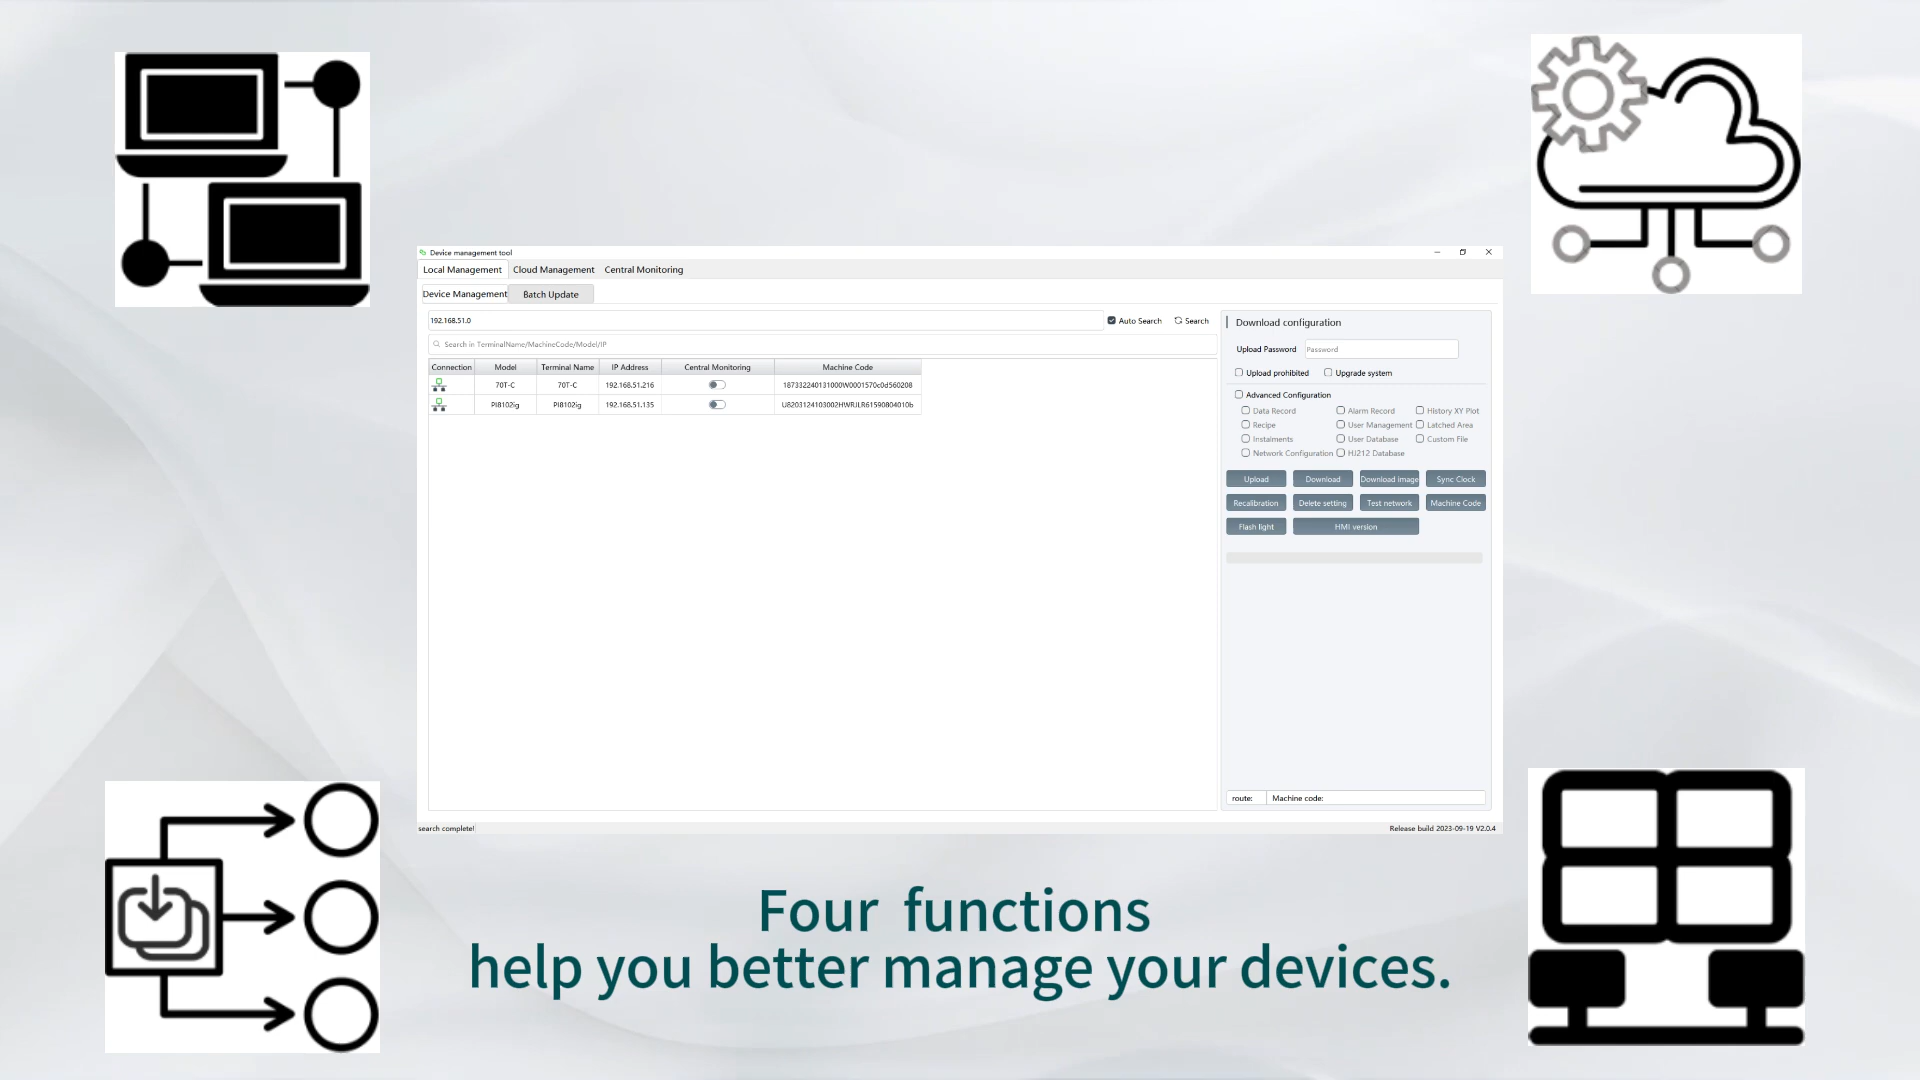 Device management tool
Local Management Cloud Management Central Monitoring
Device Management Batch Update
192.168.51.0 Auto Search Search
Search in TerminalName/MachineCode/Model/IP
Connection Model Terminal Name IP Address Central Monitoring Machine Code
70T-C 70T-C 192.168.51.216 187332240131000W0001570c0d560208
PI8102ig PI8102ig 192.168.51.135 U8203124103002HWRJLR61590804010b
Download configuration
Upload Password Password
Upload prohibited Upgrade system
Advanced Configuration
Data Record Alarm Record History XY Plot
Recipe User Management Latched Area
Instalments User Database Custom File
Network Configuration HJ212 Database
Upload Download Download image Sync Clock
Recalibration Delete setting Test network Machine Code
Flash light HMI version
route: Machine code:
search complete! Release build 2023-09-19 V2.0.4
Four functions
help you better manage your devices.